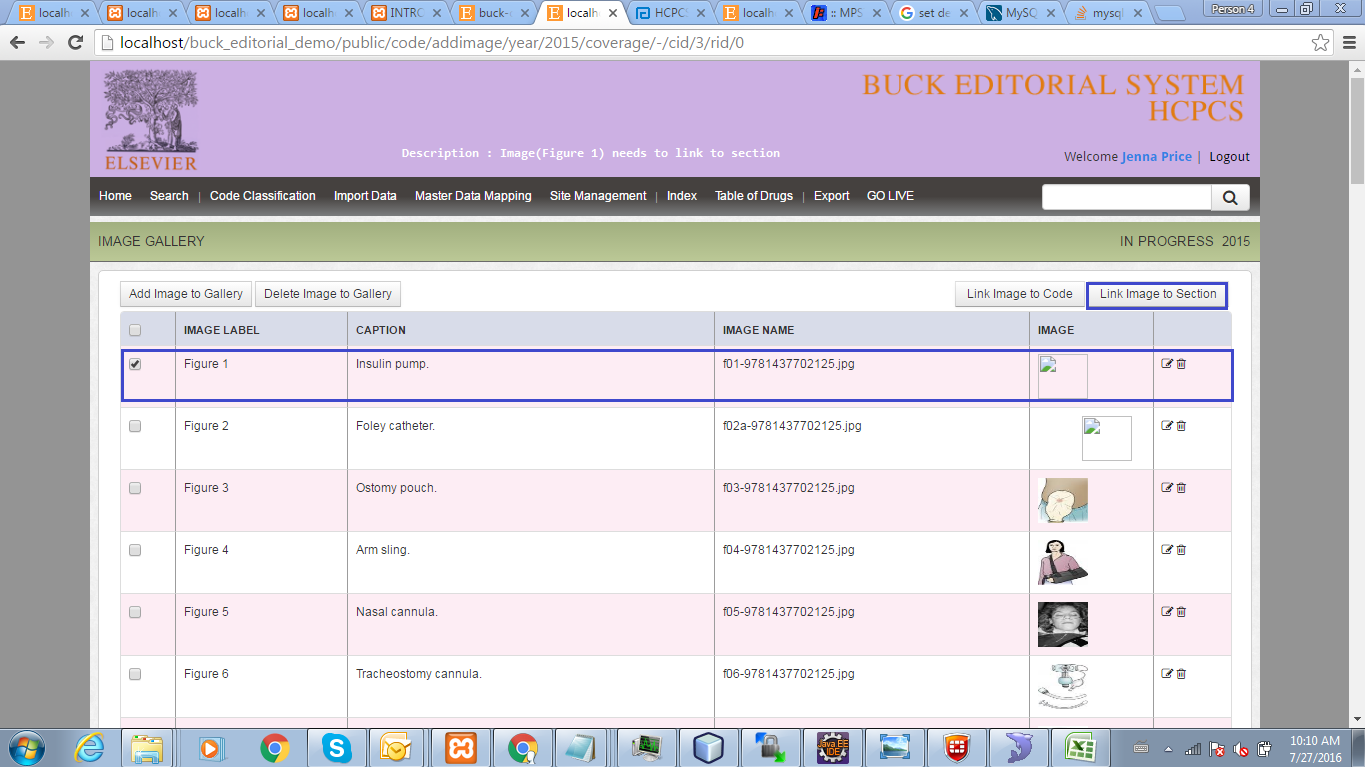 localh
localh
localh
localh
INTRO
buck-
localh
HCPCS
localh
:: MPS
set de
MySQ
mysql
Person 4
localhost/buck_editorial_demo/public/code/addimage/year/2015/coverage/-/cid/3/rid/0
BUCK EDITORIAL SYSTEM
HCPCS
ELSEVIER
Description : Image(Figure 1) needs to link to section
Welcome Jenna Price | Logout
Home Search | Code Classification Import Data Master Data Mapping Site Management | Index Table of Drugs | Export GO LIVE
IMAGE GALLERY IN PROGRESS 2015
Add Image to Gallery Delete Image to Gallery Link Image to Code Link Image to Section
IMAGE LABEL CAPTION IMAGE NAME IMAGE
Figure 1 Insulin pump. f01-9781437702125.jpg
Figure 2 Foley catheter. f02a-9781437702125.jpg
Figure 3 Ostomy pouch. f03-9781437702125.jpg
Figure 4 Arm sling. f04-9781437702125.jpg
Figure 5 Nasal cannula. f05-9781437702125.jpg
Figure 6 Tracheostomy cannula. f06-9781437702125.jpg
Java EE
IDE
10:10 AM
7/27/2016